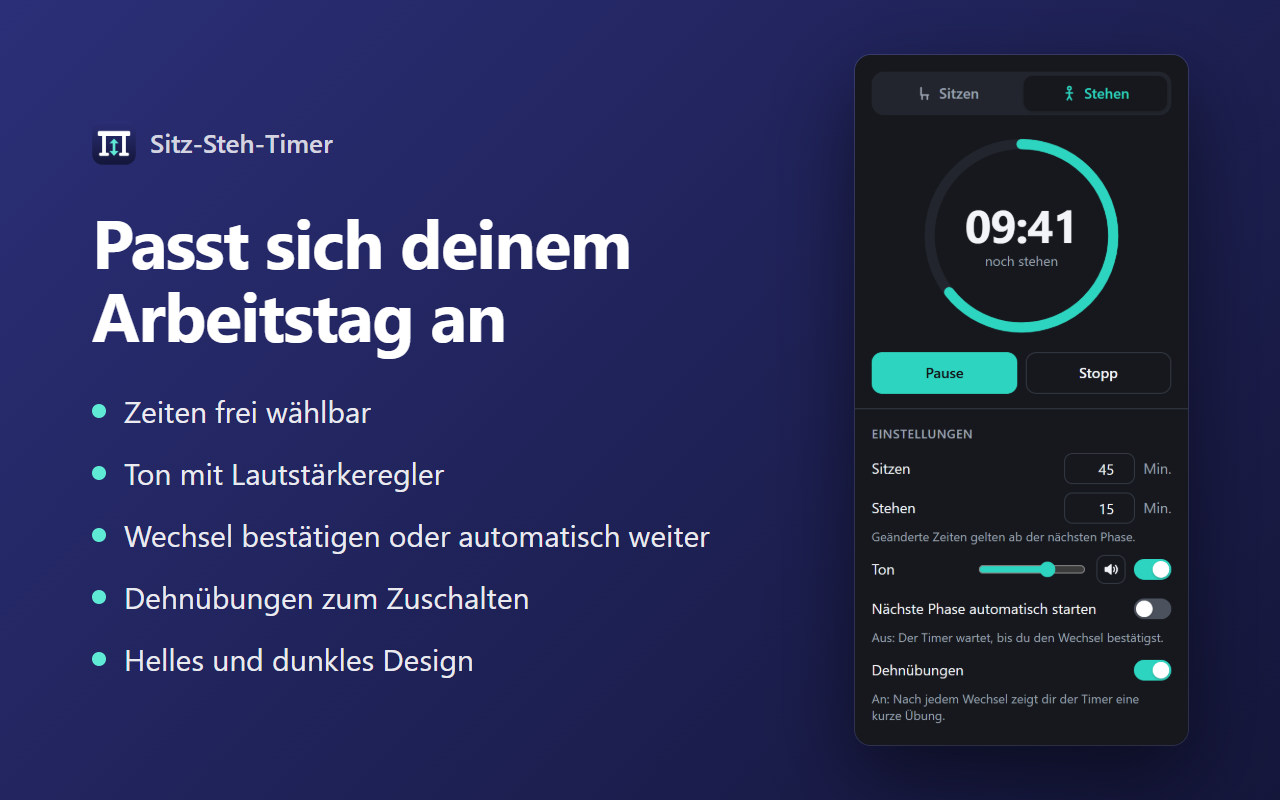 Sitz-Steh-Timer
Passt sich deinem
Arbeitstag an
Zeiten frei wählbar
Ton mit Lautstärkeregler
Wechsel bestätigen oder automatisch weiter
Dehnübungen zum Zuschalten
Helles und dunkles Design
Sitzen
Stehen
09:41
noch stehen
Pause
Stopp
EINSTELLUNGEN
Sitzen 45 Min.
Stehen 15 Min.
Geänderte Zeiten gelten ab der nächsten Phase.
Ton
Nächste Phase automatisch starten
Aus: Der Timer wartet, bis du den Wechsel bestätigst.
Dehnübungen
An: Nach jedem Wechsel zeigt dir der Timer eine
kurze Übung.